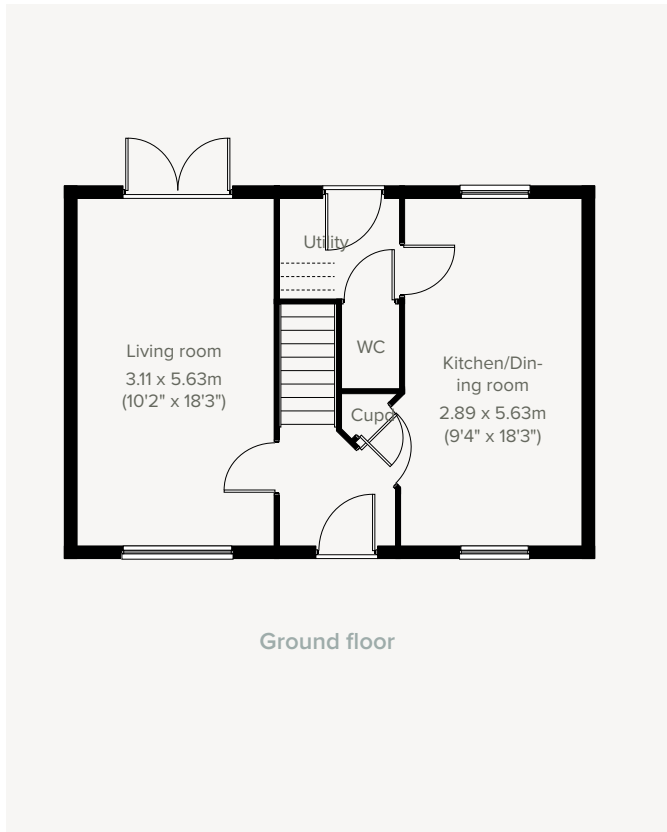 Utility
WC
Living room
3.11 x 5.63m
(10'2" x 18'3")
Kitchen/Din-
ing room
2.89 x 5.63m
(9'4" x 18'3")
Cupd
Ground floor